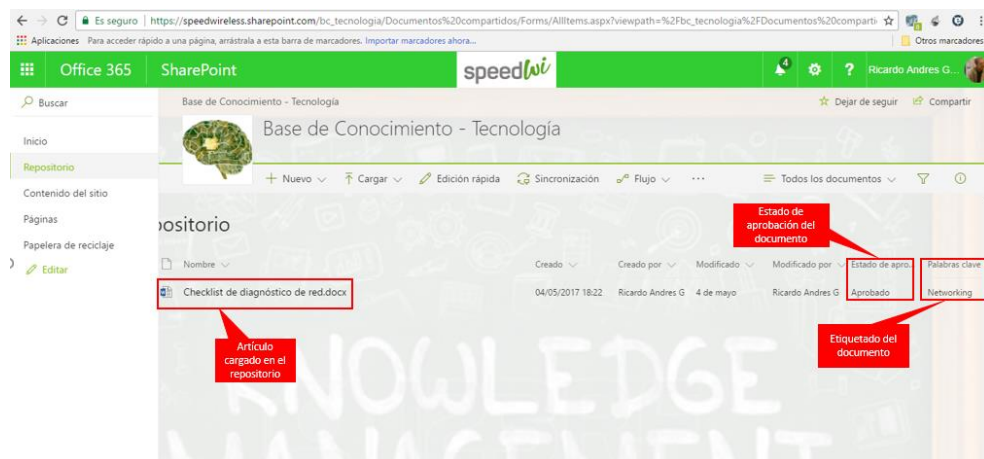 Es seguro | https://speedwireless.sharepoint.com/bc_tecnologia/Documentos%20compartidos/Forms/AllItems.aspx?viewpath=%2Fbc_tecnologia%2FDocumentos%20comparti
Aplicaciones Para acceder rápido a una página, arrástrala a esta barra de marcadores. Importar marcadores ahora... Otros marcadores
Office 365 SharePoint speedwi 4 ? Ricardo Andres G...
Buscar Base de Conocimiento - Tecnología Dejar de seguir Compartir
Base de Conocimiento - Tecnología
Inicio
Repositorio
Nuevo Cargar Edición rápida Sincronización Flujo ... Todos los documentos
Contenido del sitio
Páginas
ositorio
Papelera de reciclaje
Editar
Estado de
aprobación del
documento
Nombre Creado Creado por Modificado Modificado por Estado de apro... Palabras clave
Checklist de diagnóstico de red.docx 04/05/2017 18:22 Ricardo Andres G 4 de mayo Ricardo Andres G Aprobado Networking
Artículo
cargado en el
repositorio
Etiquetado del
documento
KNOWLEDGE
MANAGEMENT